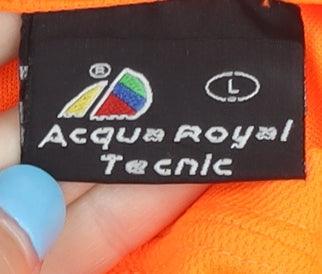 ® L
Acqua Royal
Tecnic